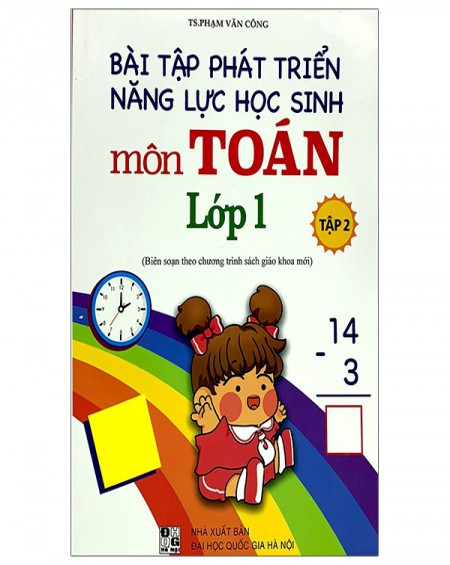 TS.PHẠM VĂN CÔNG
BÀI TẬP PHÁT TRIỂN
NĂNG LỰC HỌC SINH
môn TOÁN
Lớp 1
TẬP 2
(Biên soạn theo chương trình sách giáo khoa mới)
14
- 3
NHÀ XUẤT BẢN
ĐẠI HỌC QUỐC GIA HÀ NỘI